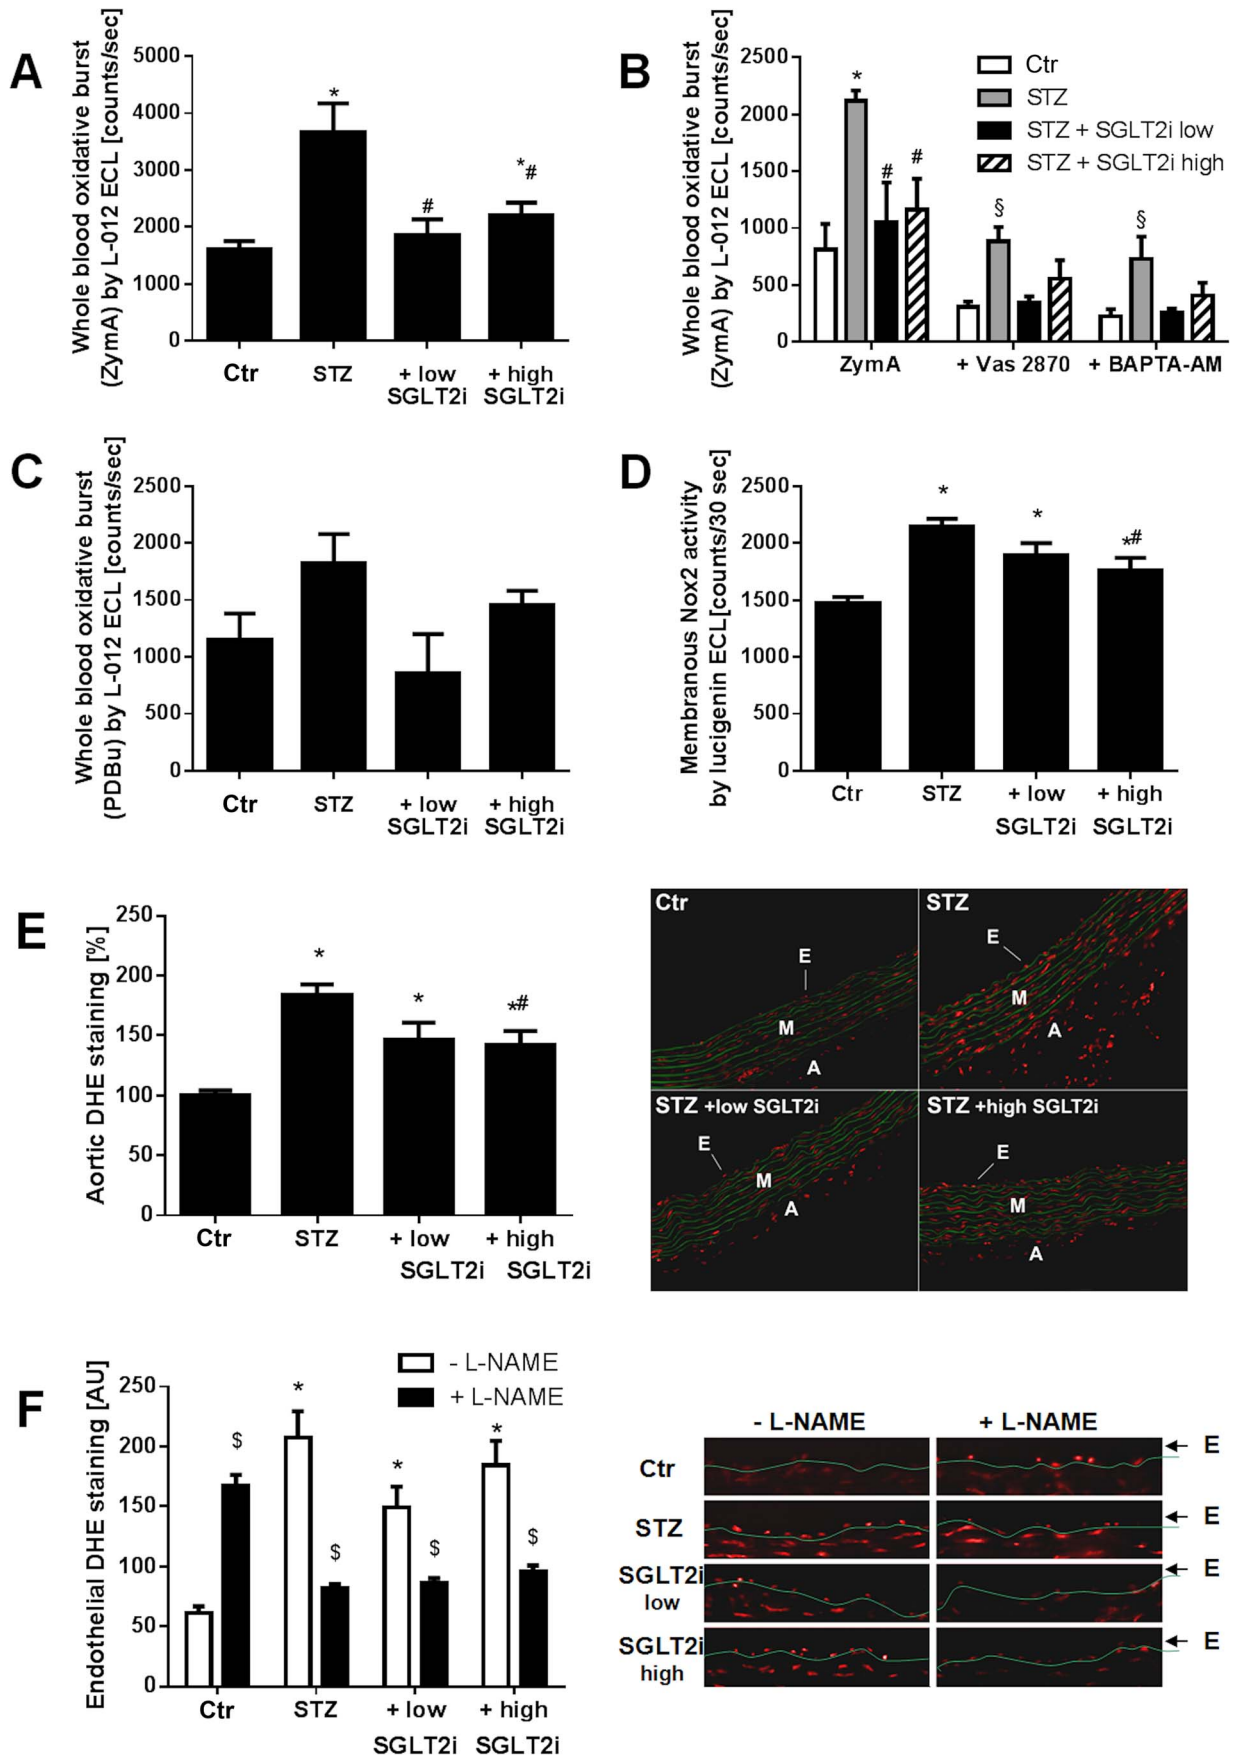 A
Whole blood oxidative burst
(ZymA) by L-012 ECL [counts/sec]
5000
4000
3000
2000
1000
0
*
#
*#
Ctr
STZ
+ low
SGLT2i
+ high
SGLT2i
B
Whole blood oxidative burst
(ZymA) by L-012 ECL [counts/sec]
2500
2000
1500
1000
500
0
Ctr
STZ
STZ + SGLT2i low
STZ + SGLT2i high
*
#
#
§
§
ZymA
+ Vas 2870
+ BAPTA-AM
C
Whole blood oxidative burst
(PDBu) by L-012 ECL [counts/sec]
2500
2000
1500
1000
500
0
Ctr
STZ
+ low
SGLT2i
+ high
SGLT2i
D
Membranous Nox2 activity
by lucigenin ECL[counts/30 sec]
2500
2000
1500
1000
500
0
*
*
*#
Ctr
STZ
+ low
SGLT2i
+ high
SGLT2i
E
Aortic DHE staining [%]
250
200
150
100
50
0
*
*
*#
Ctr
STZ
+ low
SGLT2i
+ high
SGLT2i
Ctr
E
M
A
STZ
E
M
A
STZ +low SGLT2i
E
M
A
STZ +high SGLT2i
E
M
A
F
Endothelial DHE staining [AU]
250
200
150
100
50
0
- L-NAME
+ L-NAME
$
*
$
*
$
*
$
Ctr
STZ
+ low
SGLT2i
+ high
SGLT2i
- L-NAME
+ L-NAME
Ctr
E
STZ
E
SGLT2i
low
E
SGLT2i
high
E